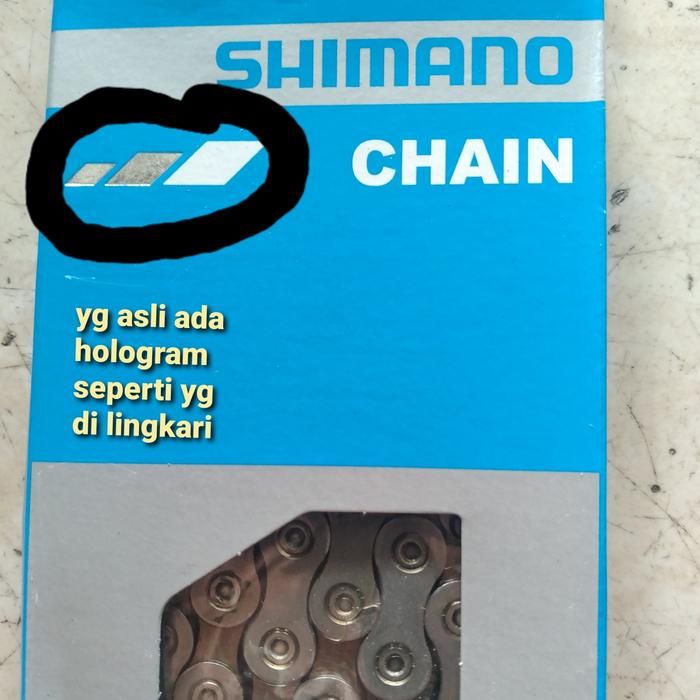 SHIMANO
CHAIN
yg asli ada
hologram
seperti yg
di lingkari